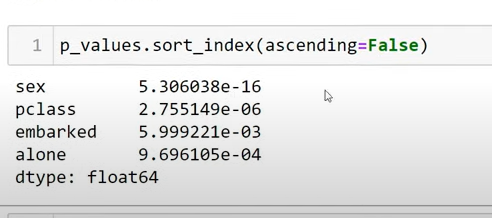 1 p_values.sort_index(ascending=False)
sex 5.306038e-16
pclass 2.755149e-06
embarked 5.999221e-03
alone 9.696105e-04
dtype: float64